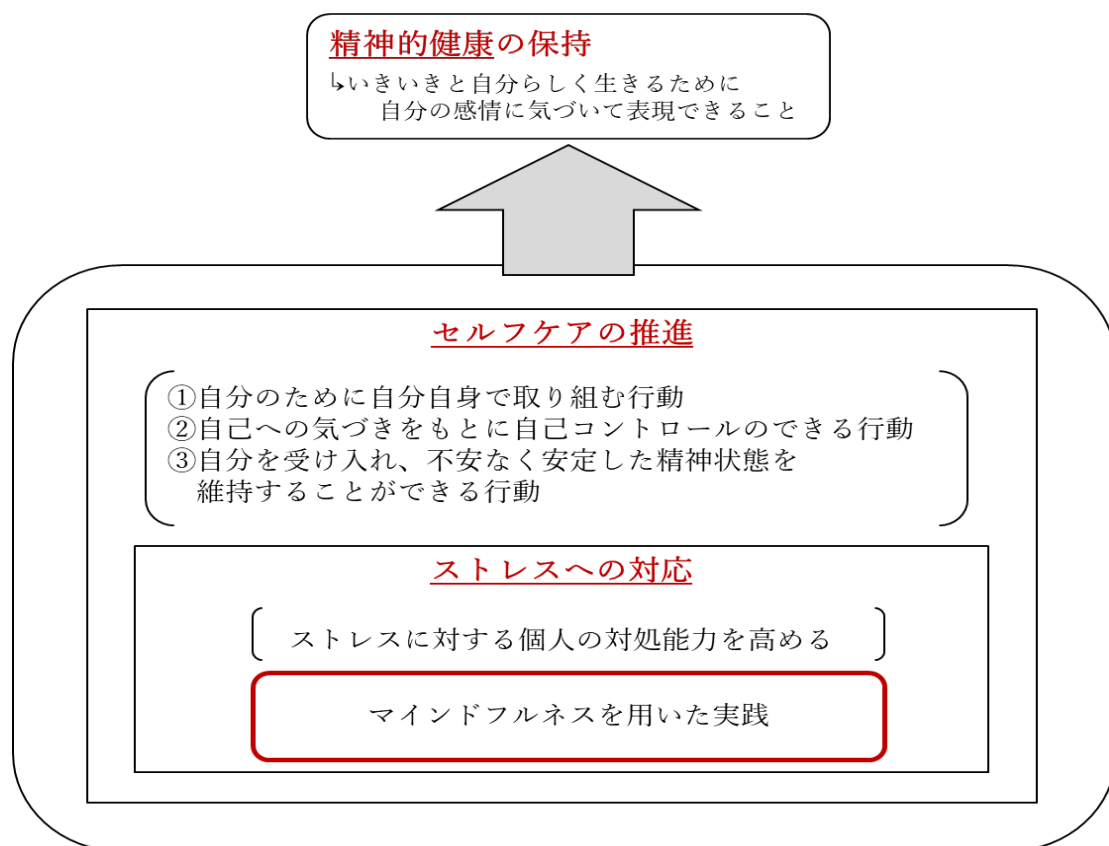 精神的健康の保持
↳いきいきと自分らしく生きるために
自分の感情に気づいて表現できること
セルフケアの推進
①自分のために自分自身で取り組む行動
②自己への気づきをもとに自己コントロールのできる行動
③自分を受け入れ、不安なく安定した精神状態を
維持することができる行動
ストレスへの対応
ストレスに対する個人の対処能力を高める
マインドフルネスを用いた実践